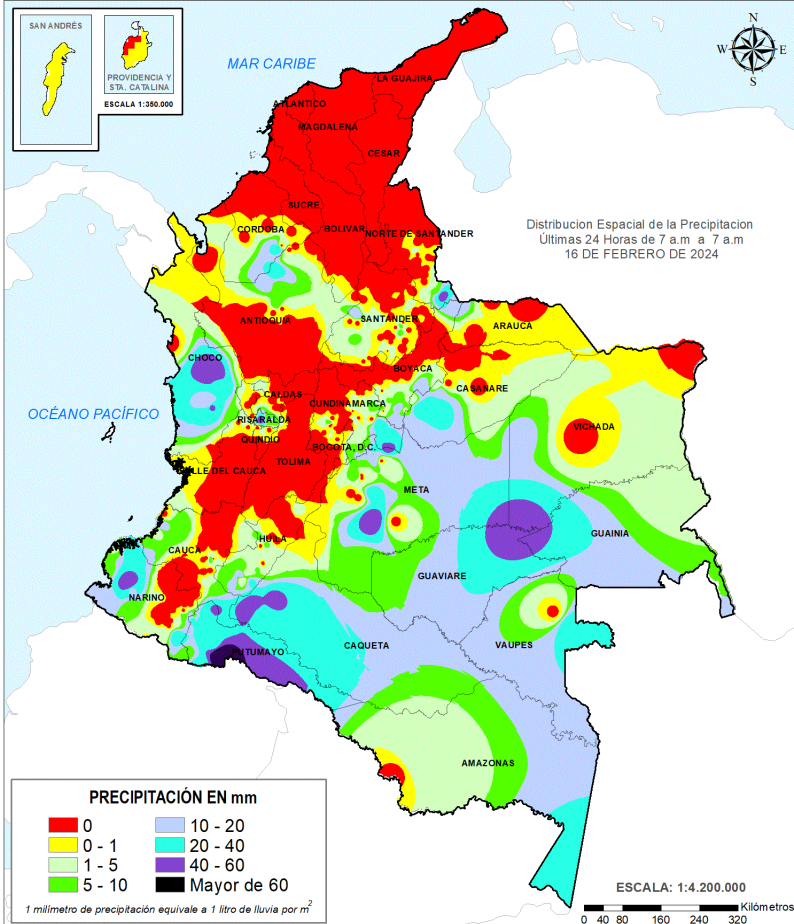 SAN ANDRÉS
PROVIDENCIA Y
STA. CATALINA
ESCALA 1:350.000
MAR CARIBE
N
W
E
S
LA GUAJIRA
ATLANTICO
MAGDALENA
CESAR
SUCRE
CORDOBA
BOLIVAR
NORTE DE SANTANDER
Distribucion Espacial de la Precipitacion
Últimas 24 Horas de 7 a.m a 7 a.m
16 DE FEBRERO DE 2024
ANTIOQUIA
SANTANDER
ARAUCA
CHOCO
BOYACA
CASANARE
CALDAS
CUNDINAMARCA
OCÉANO PACÍFICO
RISARALDA
VICHADA
QUINDIO
BOGOTA, D.C.
TOLIMA
VALLE DEL CAUCA
META
GUAINIA
HUILA
CAUCA
GUAVIARE
NARINO
PUTUMAYO
CAQUETA
VAUPES
AMAZONAS
PRECIPITACIÓN EN mm
0
10 - 20
0 - 1
20 - 40
1 - 5
40 - 60
5 - 10
Mayor de 60
1 milimetro de precipitación equivale a 1 litro de lluvia por m2
ESCALA: 1:4.200.000
Kilómetros
0 40 80 160 240 320